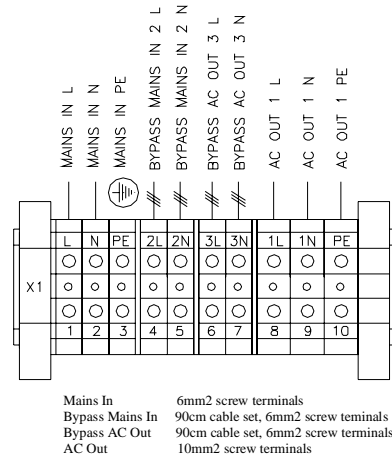 MAINS IN L
MAINS IN N
MAINS IN PE
BYPASS MAINS IN 2 L
BYPASS MAINS IN 2 N
BYPASS AC OUT 3 L
BYPASS AC OUT 3 N
AC OUT 1 L
AC OUT 1 N
AC OUT 1 PE
L N PE 2L 2N 3L 3N 1L 1N PE
X1
1 2 3 4 5 6 7 8 9 10
Mains In 6mm2 screw terminals
Bypass Mains In 90cm cable set, 6mm2 screw teminals
Bypass AC Out 90cm cable set, 6mm2 screw terminals
AC Out 10mm2 screw terminals